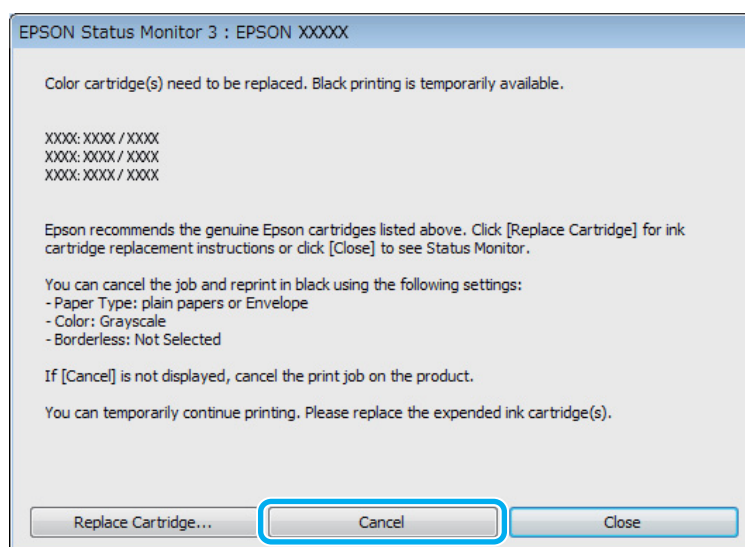 EPSON Status Monitor 3 : EPSON XXXXX
Color cartridge(s) need to be replaced. Black printing is temporarily available.
XXXX: XXXX / XXXX
XXXX: XXXX / XXXX
XXXX: XXXX / XXXX
Epson recommends the genuine Epson cartridges listed above. Click [Replace Cartridge] for ink
cartridge replacement instructions or click [Close] to see Status Monitor.
You can cancel the job and reprint in black using the following settings:
- Paper Type: plain papers or Envelope
- Color: Grayscale
- Borderless: Not Selected
If [Cancel] is not displayed, cancel the print job on the product.
You can temporarily continue printing. Please replace the expended ink cartridge(s).
Replace Cartridge... Cancel Close